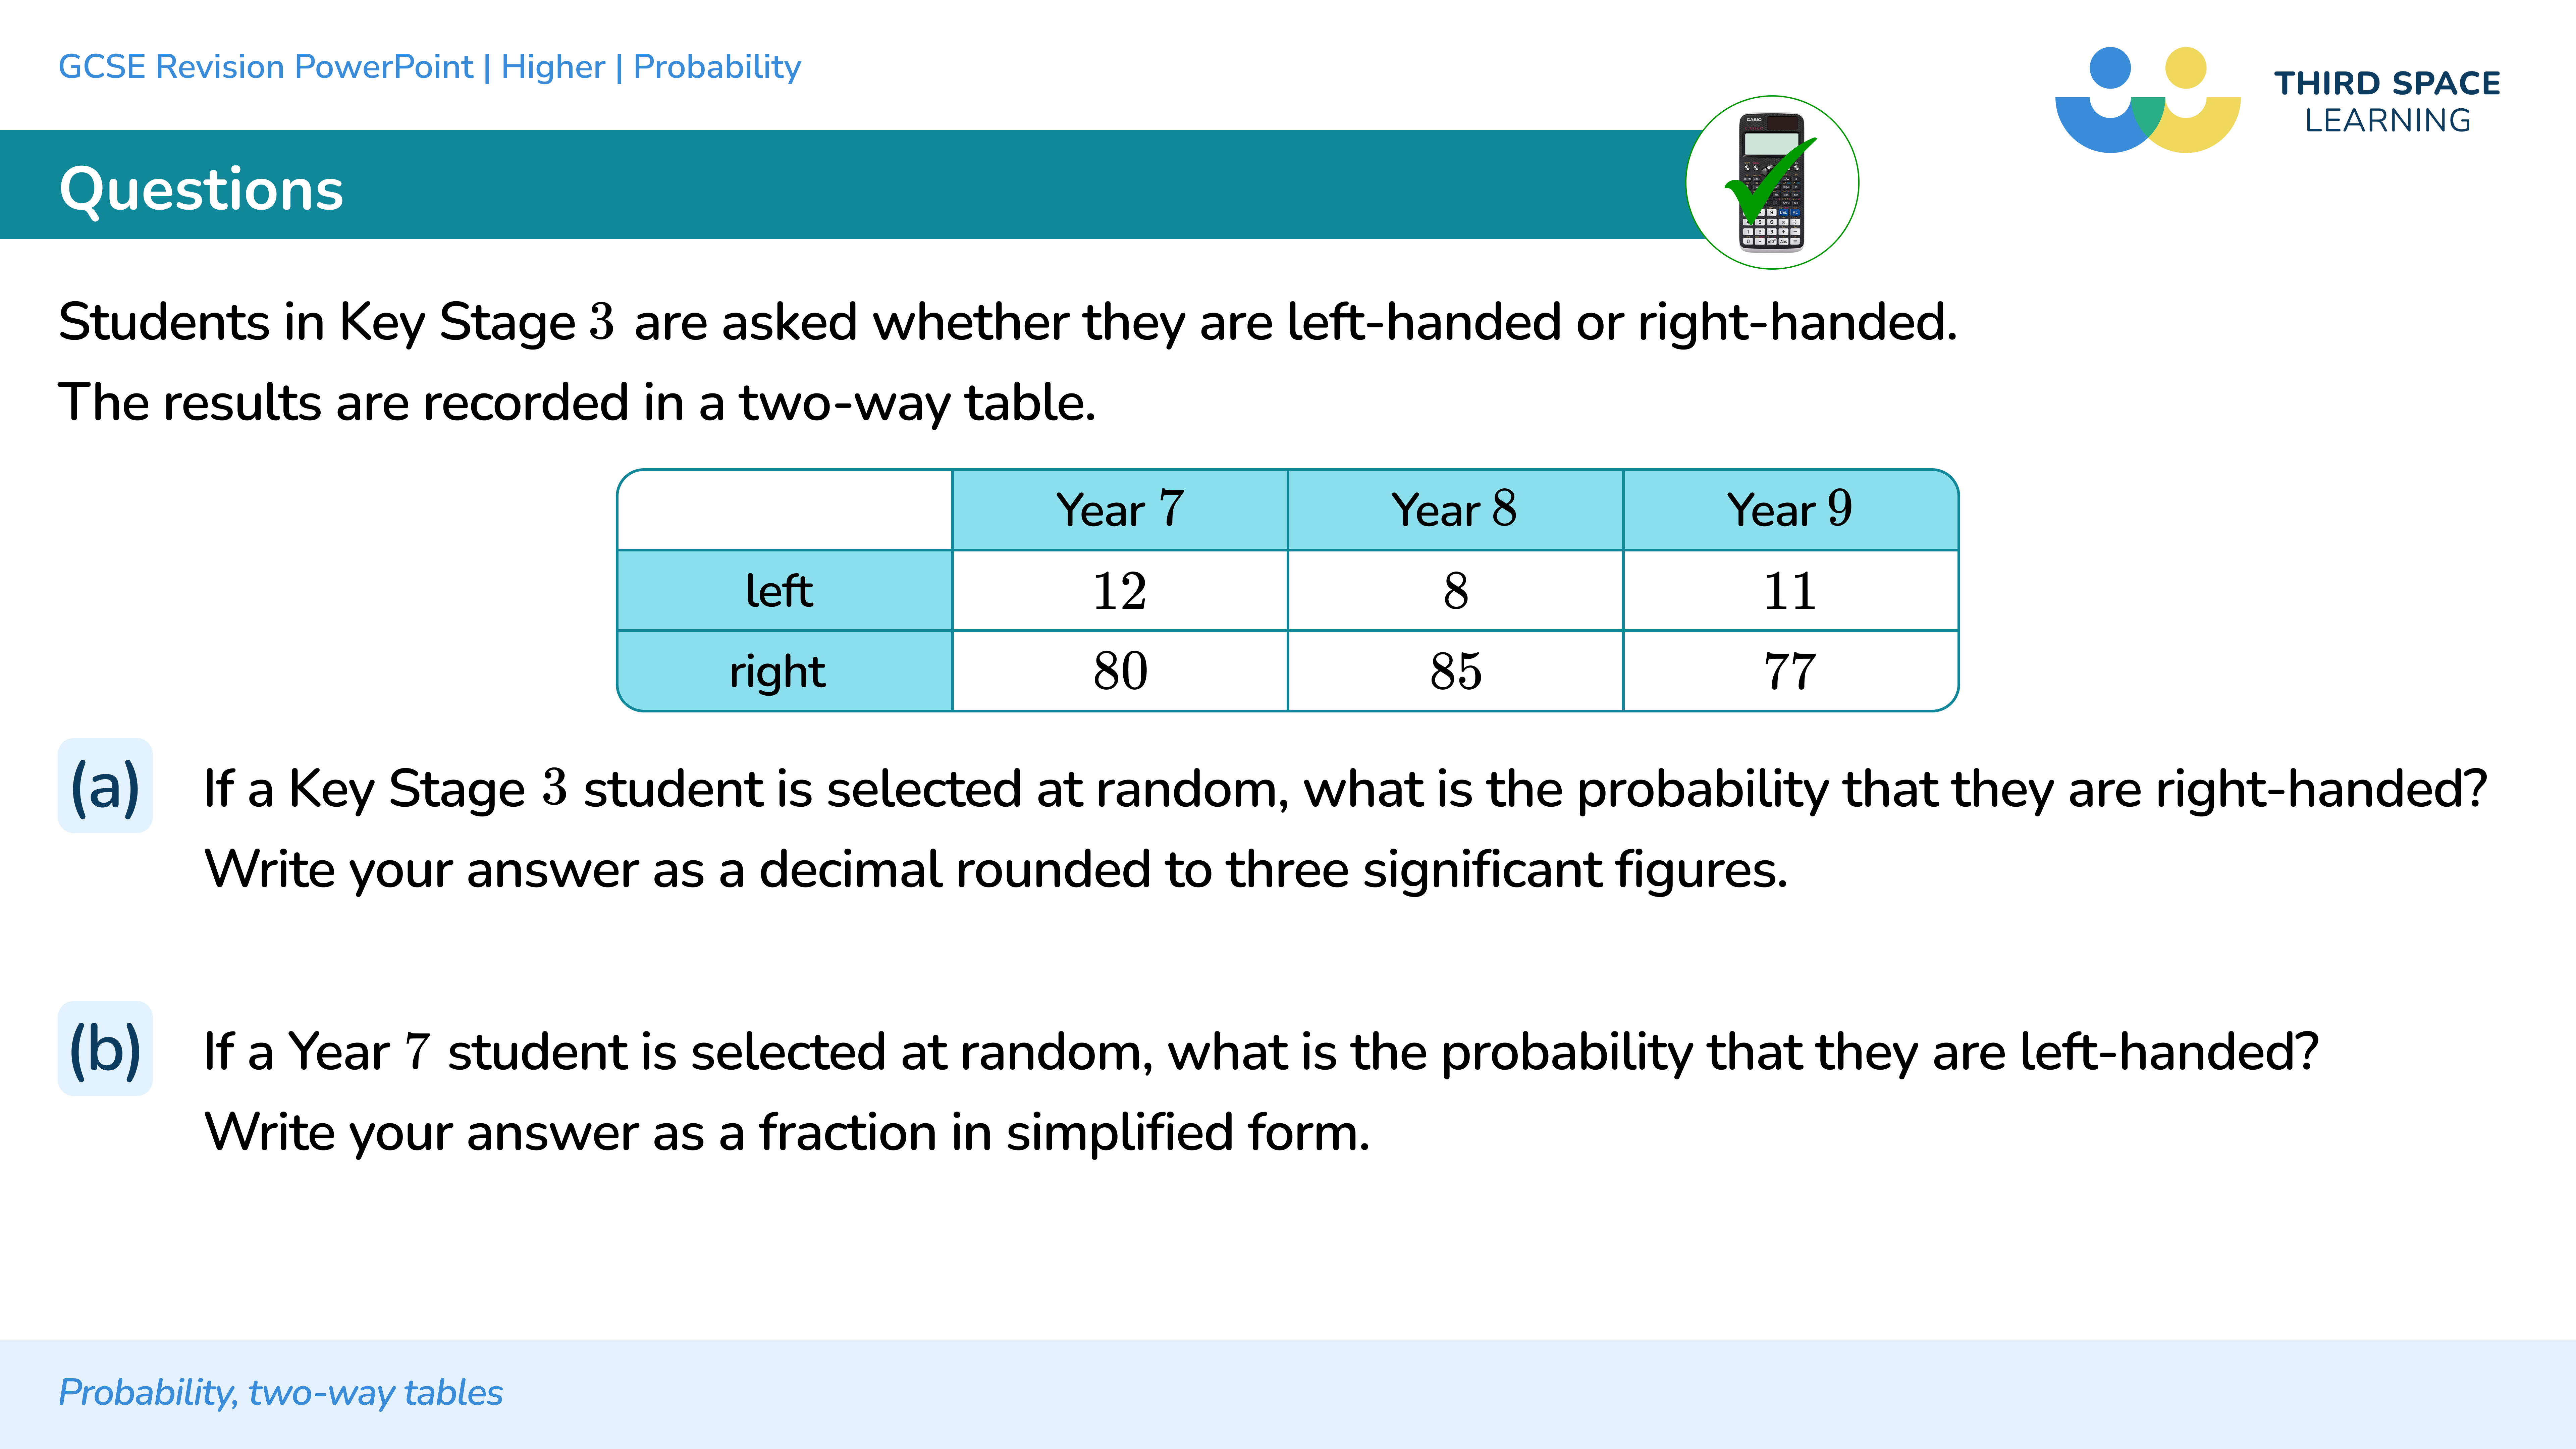 GCSE Revision PowerPoint | Higher | Probability
THIRD SPACE
LEARNING
Questions
CASIO
Students in Key Stage 3 are asked whether they are left-handed or right-handed.
The results are recorded in a two-way table.
Year 7 Year 8 Year 9
left 12 8 11
right 80 85 77
(a) If a Key Stage 3 student is selected at random, what is the probability that they are right-handed?
Write your answer as a decimal rounded to three significant figures.
(b) If a Year 7 student is selected at random, what is the probability that they are left-handed?
Write your answer as a fraction in simplified form.
Probability, two-way tables